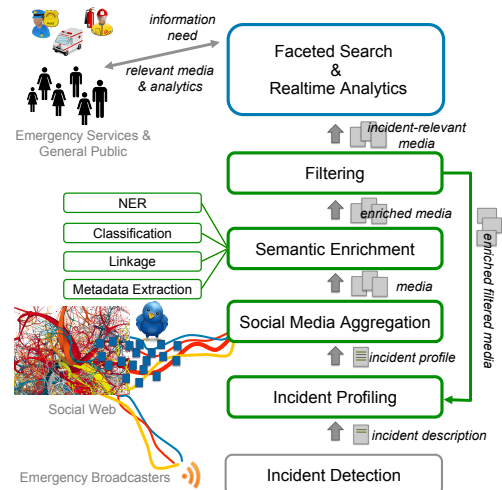 information
need
relevant media
& analytics
Emergency Services &
General Public
Faceted Search
&
Realtime Analytics
incident-relevant
media
Filtering
enriched media
enriched filtered media
NER
Classification
Linkage
Metadata Extraction
Semantic Enrichment
media
Social Media Aggregation
incident profile
Social Web
Incident Profiling
incident description
Emergency Broadcasters
Incident Detection